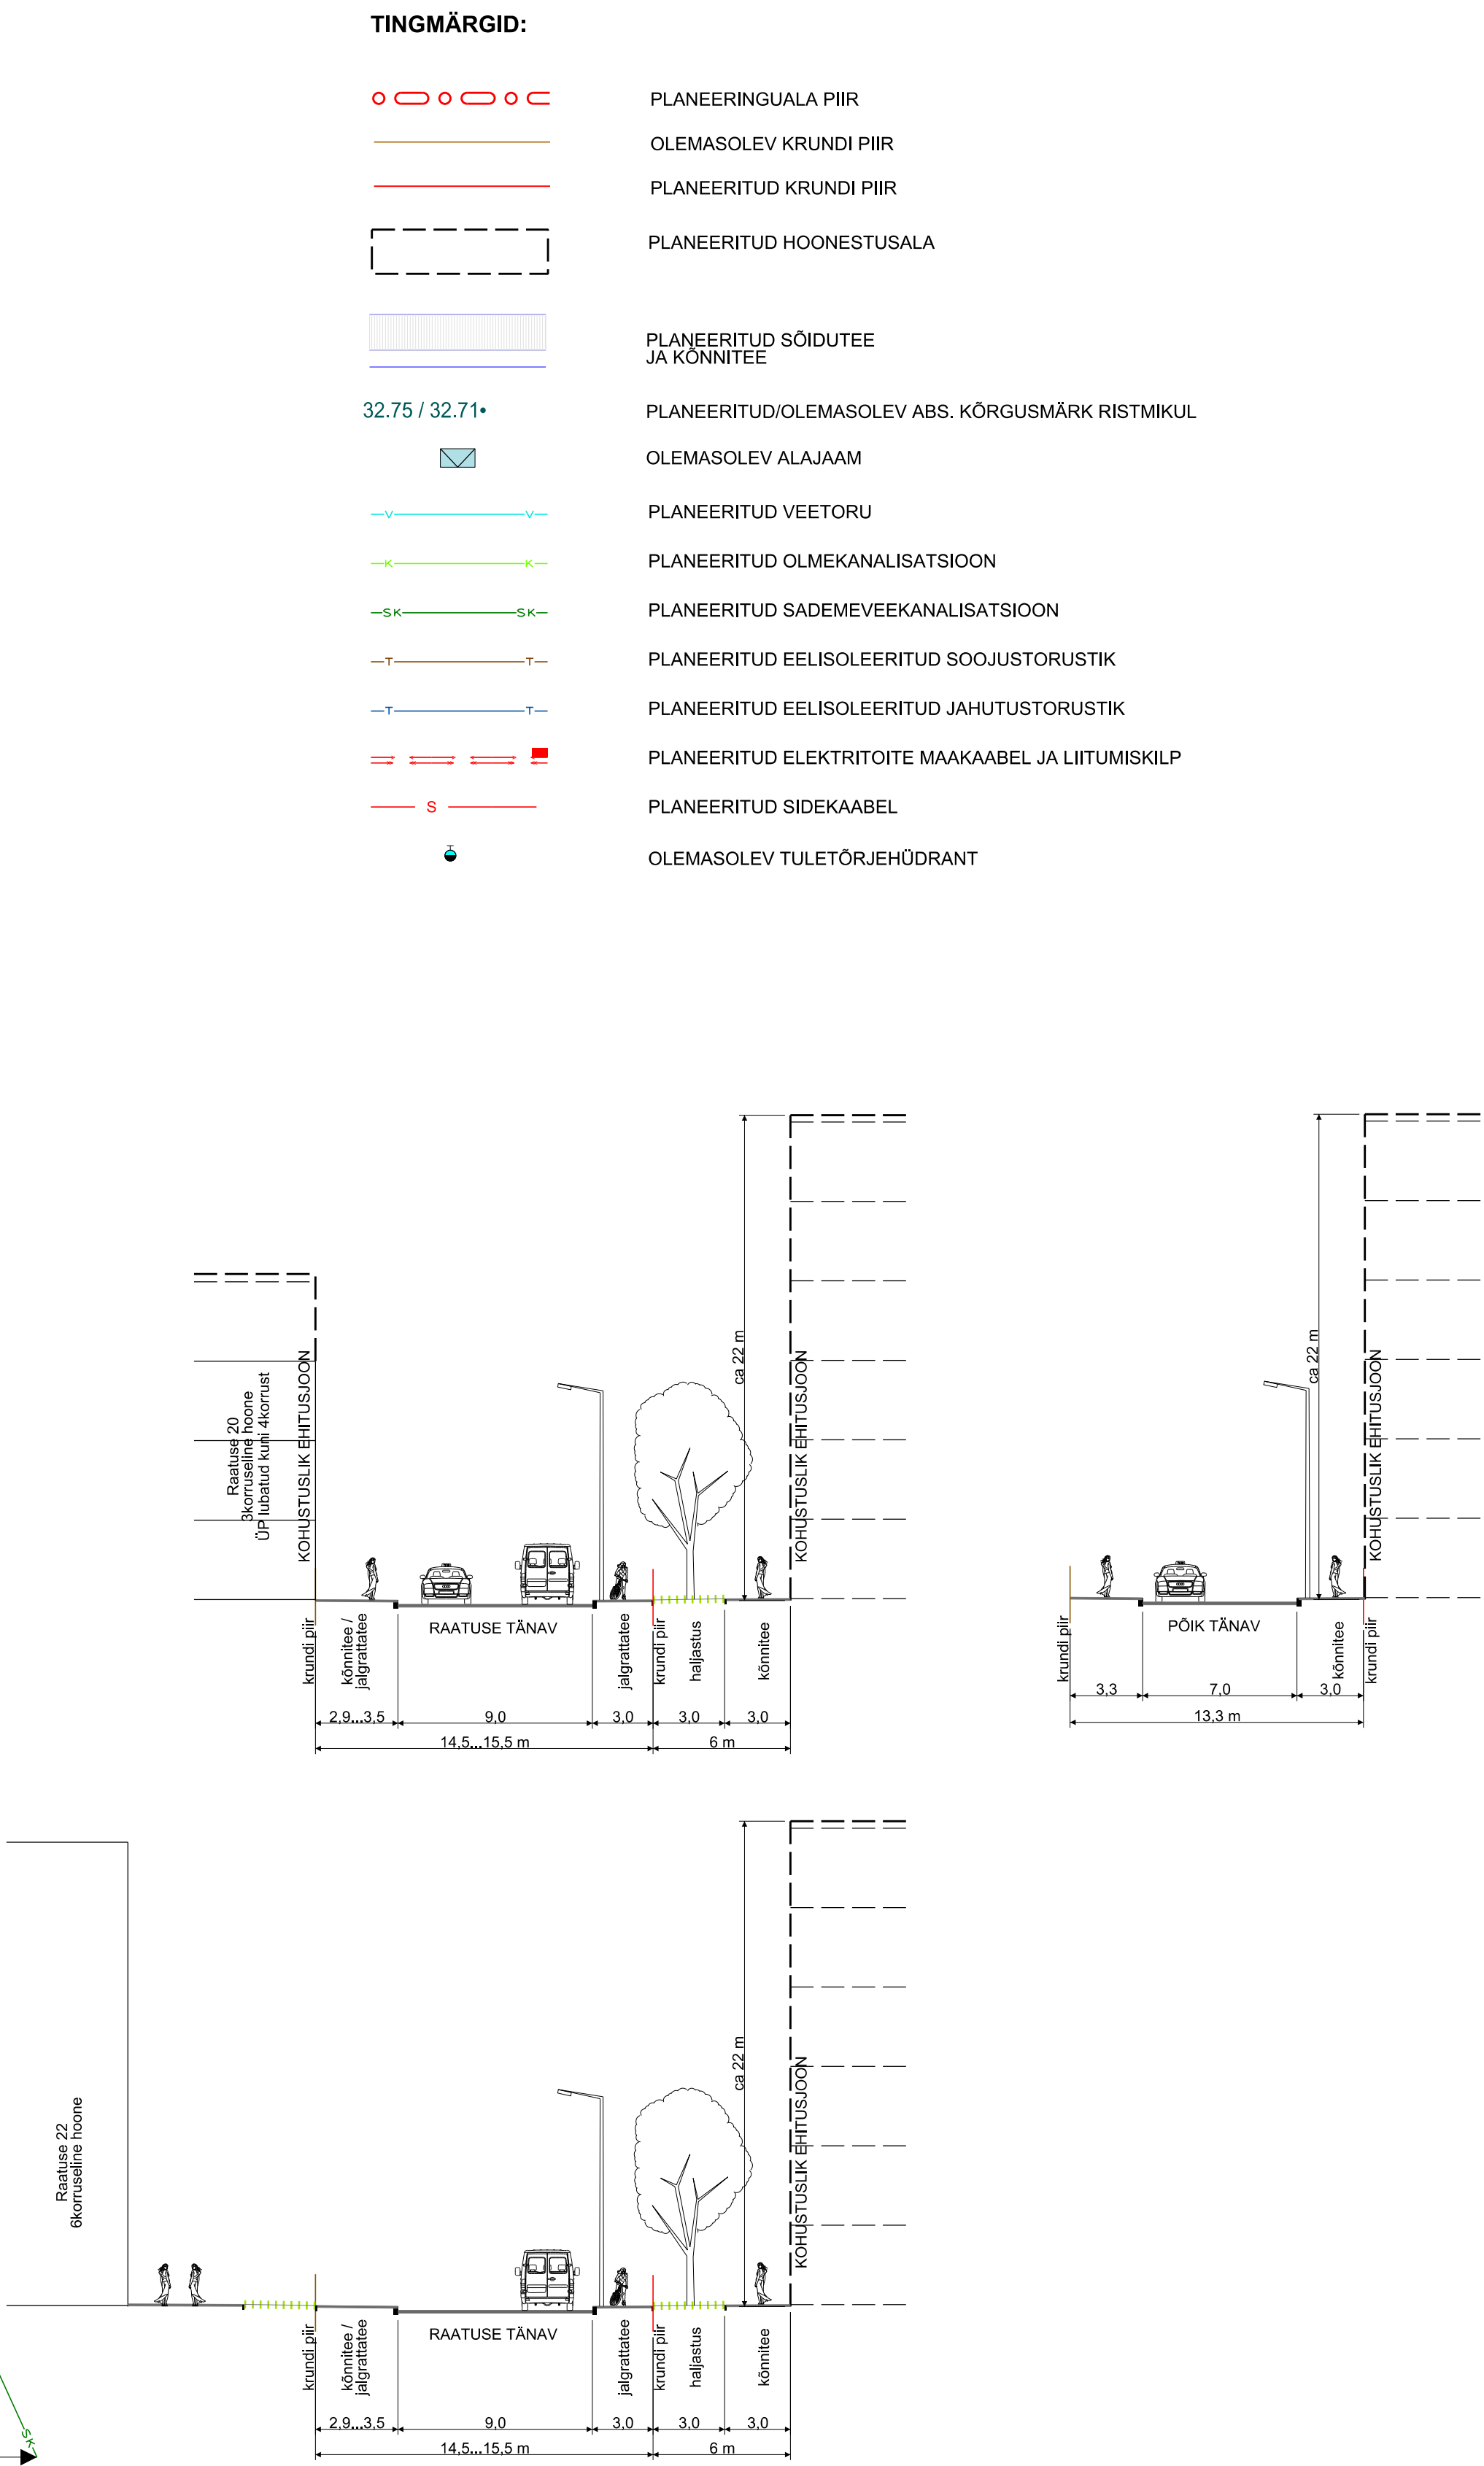 TINGMÄRGID:
PLANEERINGUALA PIIR
OLEMASOLEV KRUNDI PIIR
PLANEERITUD KRUNDI PIIR
PLANEERITUD HOONESTUSALA
PLANEERITUD SÕIDUTEE
JA KÕNNITEE
32.75 / 32.71• PLANEERITUD/OLEMASOLEV ABS. KÕRGUSMÄRK RISTMIKUL
OLEMASOLEV ALAJAAM
V V PLANEERITUD VEETORU
K K PLANEERITUD OLMEKANALISATSIOON
SK SK PLANEERITUD SADEMEVEEKANALISATSIOON
T T PLANEERITUD EELISOLEERITUD SOOJUSTORUSTIK
T T PLANEERITUD EELISOLEERITUD JAHUTUSTORUSTIK
PLANEERITUD ELEKTRITOITE MAAKAABEL JA LIITUMISKILP
S PLANEERITUD SIDEKAABEL
OLEMASOLEV TULETÕRJEHÜDRANT
Raatuse 20
3korruseline hoone
ÜP lubatud kuni 4korrust
KOHUSTUSLIK EHITUSJOON
ca 22 m
KOHUSTUSLIK EHITUSJOON
RAATUSE TÄNAV
krundi piir
kõnnitee /
jalgrattatee
jalgrattatee
krundi piir
haljastus
kõnnitee
2,9...3,5 9,0 3,0 3,0 3,0
14,5...15,5 m 6 m
ca 22 m
KOHUSTUSLIK EHITUSJOON
PÕIK TÄNAV
krundi piir
kõnnitee
krundi piir
3,3 7,0 3,0
13,3 m
Raatuse 22
6korruseline hoone
ca 22 m
KOHUSTUSLIK EHITUSJOON
RAATUSE TÄNAV
krundi piir
kõnnitee /
jalgrattatee
jalgrattatee
krundi piir
haljastus
kõnnitee
2,9...3,5 9,0 3,0 3,0 3,0
14,5...15,5 m 6 m
SK